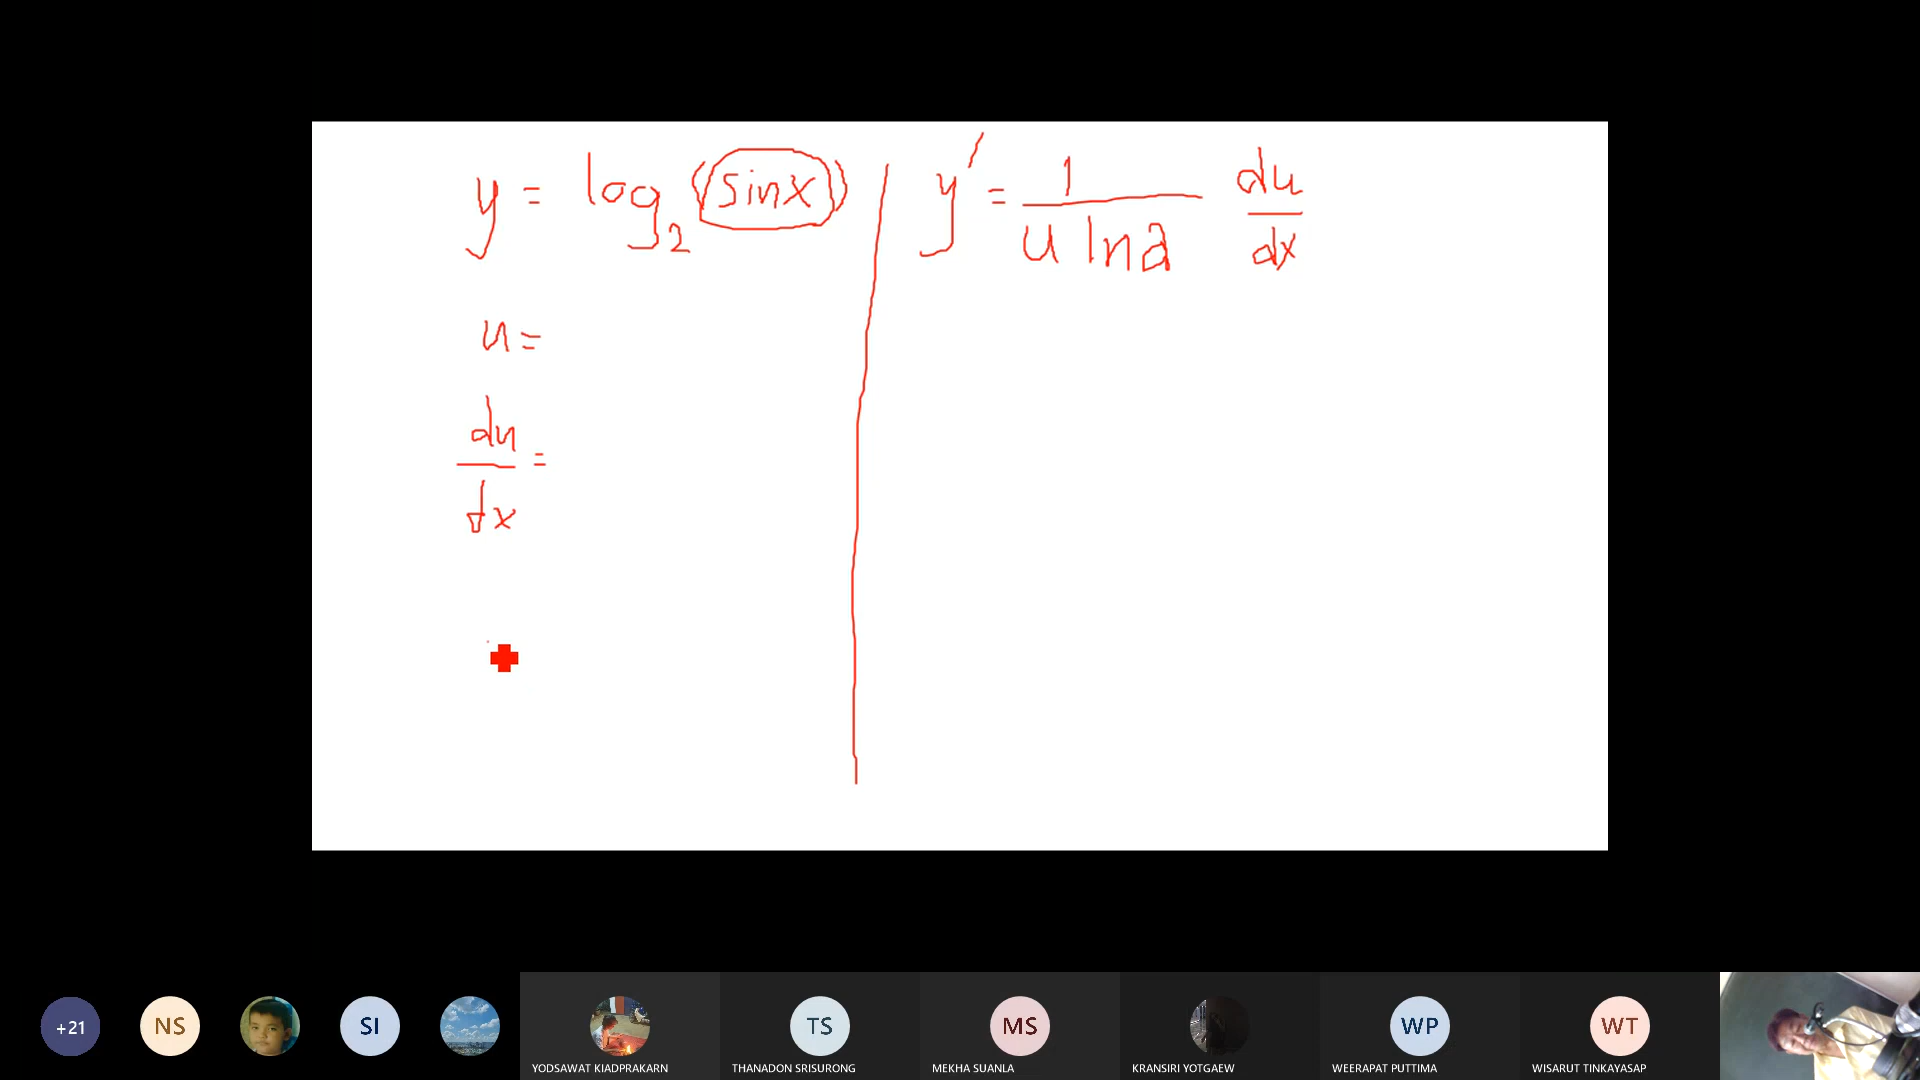 y = log₂ (sinx)
y' = 1/(u ln2) du/dx
u =
du/dx =
+21
NS
SI
TS
MS
WP
WT
YODSAWAT KIADPRAKARN
THANADON SRISURONG
MEKHA SUANLA
KRANSIRI YOTGAEW
WEERAPAT PUTTIMA
WISARUT TINKAYASAP